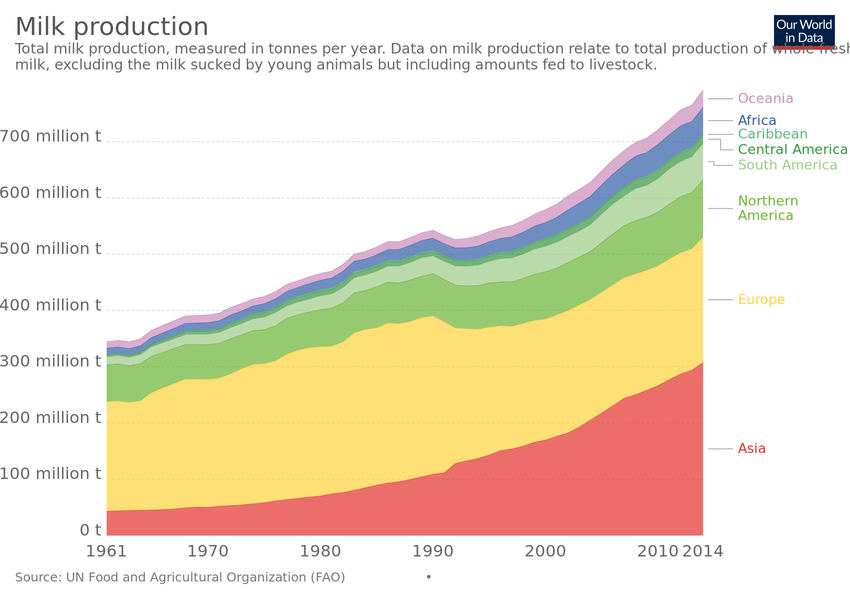 Milk production
Our World
in Data
Total milk production, measured in tonnes per year. Data on milk production relate to total production of whole fresh
milk, excluding the milk sucked by young animals but including amounts fed to livestock.
Oceania
Africa
Caribbean
Central America
South America
Northern
America
Europe
Asia
700 million t
600 million t
500 million t
400 million t
300 million t
200 million t
100 million t
0 t
1961 1970 1980 1990 2000 2010 2014
Source: UN Food and Agricultural Organization (FAO) •